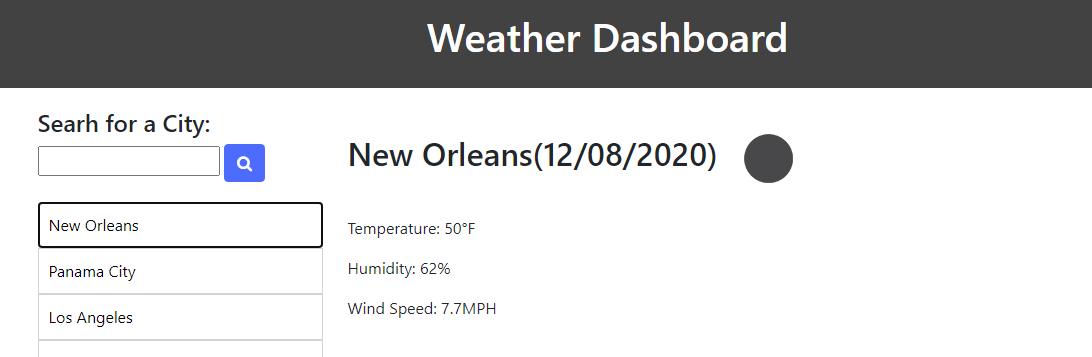 Weather Dashboard
Searh for a City:
New Orleans
Panama City
Los Angeles
New Orleans(12/08/2020)
Temperature: 50°F
Humidity: 62%
Wind Speed: 7.7MPH